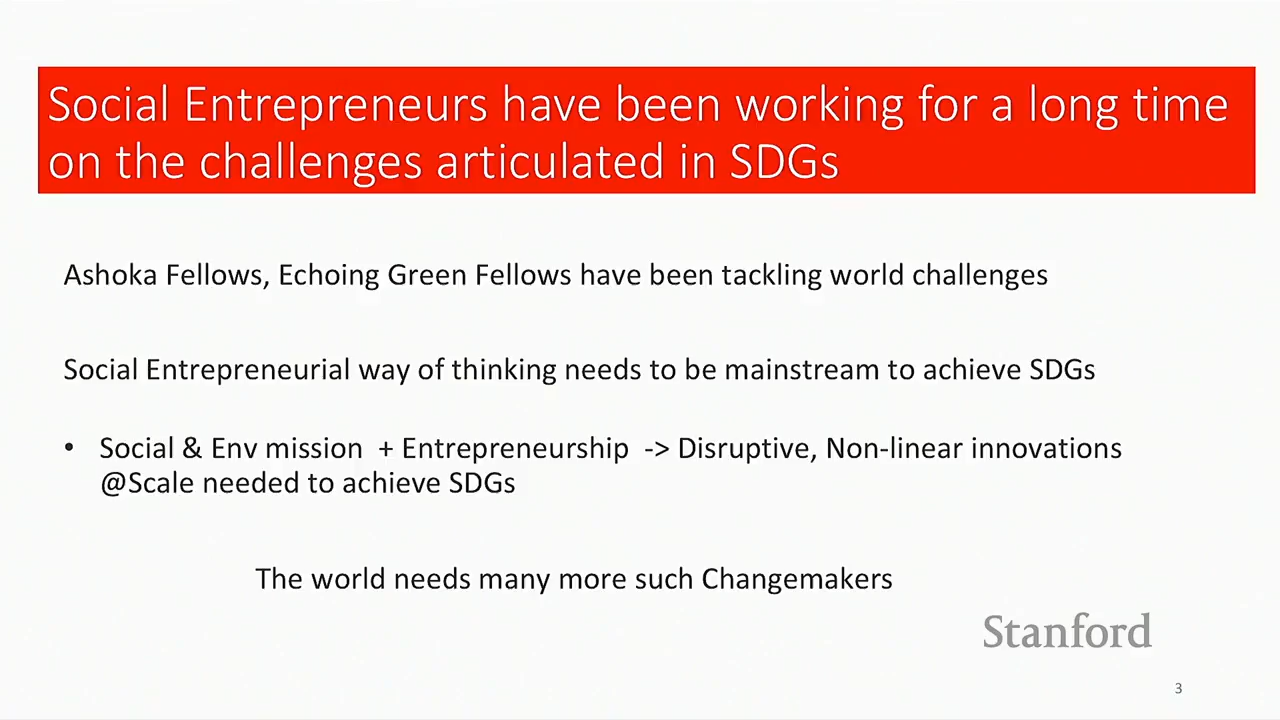 Social Entrepreneurs have been working for a long time
on the challenges articulated in SDGs
Ashoka Fellows, Echoing Green Fellows have been tackling world challenges
Social Entrepreneurial way of thinking needs to be mainstream to achieve SDGs
• Social & Env mission + Entrepreneurship -> Disruptive, Non-linear innovations
@Scale needed to achieve SDGs
The world needs many more such Changemakers
Stanford
3